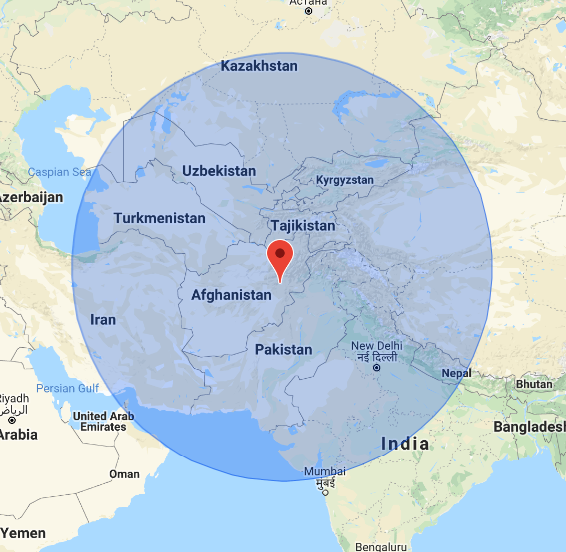 Астана
Kazakhstan
Caspian Sea
Uzbekistan
Kyrgyzstan
zerbaijan
Turkmenistan
Tajikistan
Afghanistan
Iran
Pakistan
New Delhi
नई दिल्ली
Nepal
Persian Gulf
Bhutan
Riyadh
الرياض
United Arab
Emirates
Bangladesh
Arabia
India
Oman
Mumbai
मुंबई
Yemen
Bengaluru